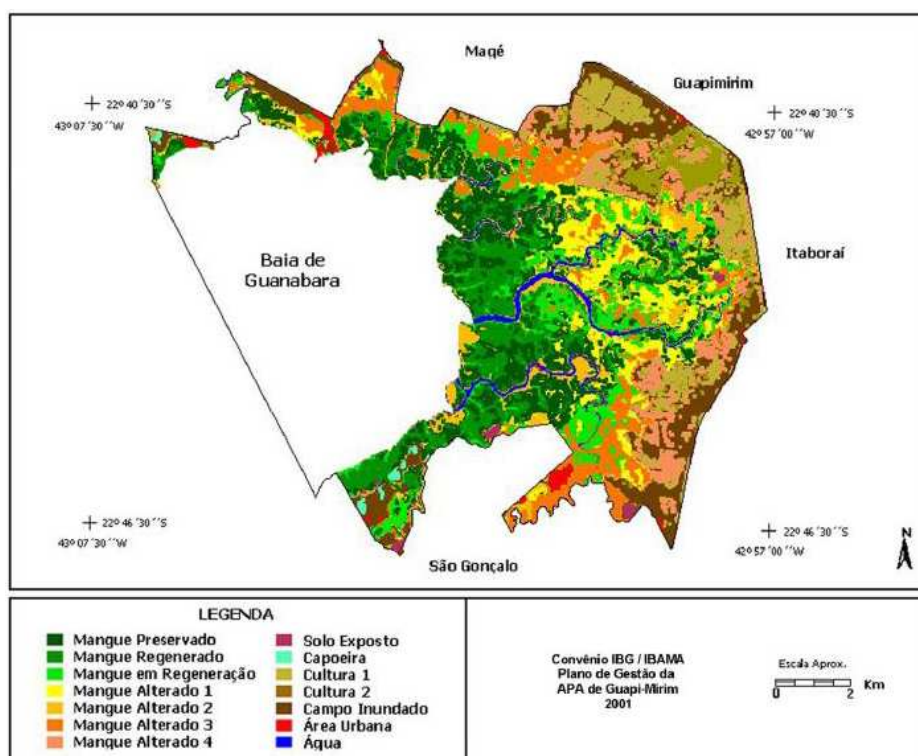 Magé
Guapimirim
22º 40´30´´S
43º 07´30´´W
22º 40´30´´S
42º 57´00´´W
Itaboraí
Baia de
Guanabara
22º 46´30´´S
43º 07´30´´W
22º 46´30´´S
42º 57´00´´W
N
São Gonçalo
LEGENDA
Mangue Preservado
Mangue Regenerado
Mangue em Regeneração
Mangue Alterado 1
Mangue Alterado 2
Mangue Alterado 3
Mangue Alterado 4
Solo Exposto
Capoeira
Cultura 1
Cultura 2
Campo Inundado
Área Urbana
Água
Convênio IBG / IBAMA
Plano de Gestão da
APA de Guapi-Mirim
2001
Escala Aprox.
0 2 Km